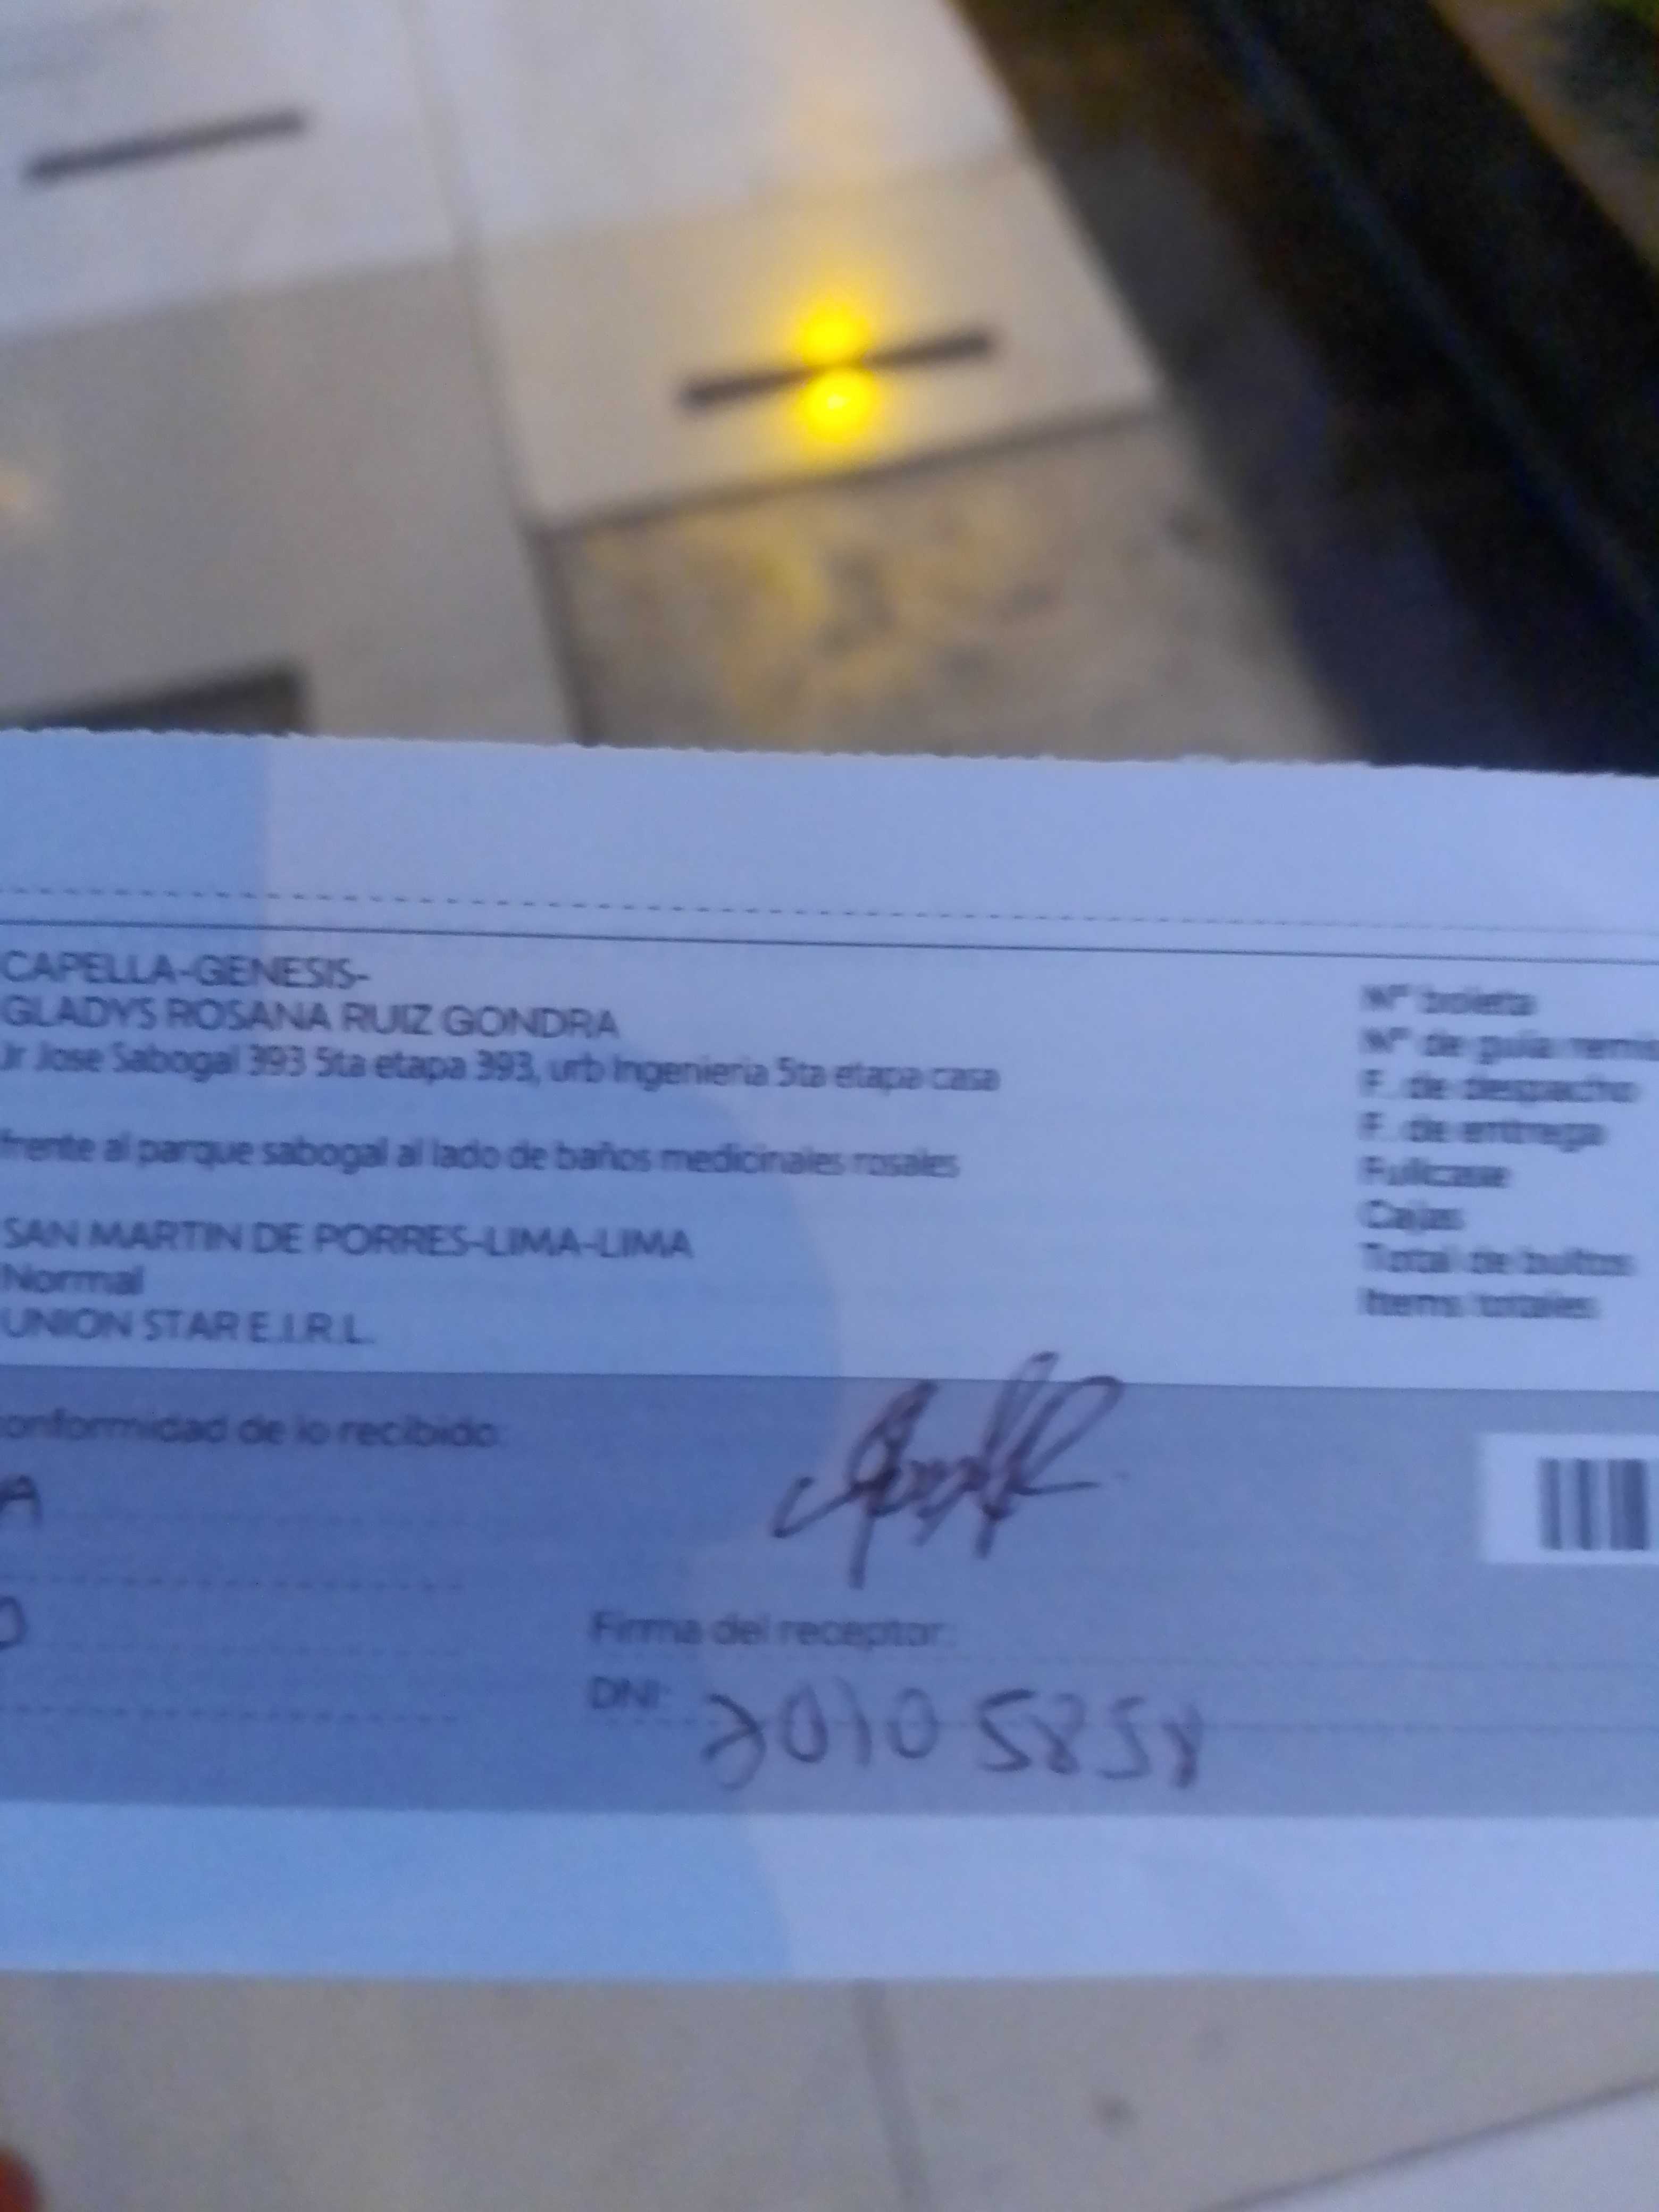 CAPELLA-GENESIS-
GLADYS ROSANA RUIZ GONDRA
Jr Jose Sabogal 393 5ta etapa 393, urb Ingenieria 5ta etapa casa
frente al parque sabogal al lado de baños medicinales rosales
SAN MARTIN DE PORRES-LIMA-LIMA
Normal
UNION STAR E.I.R.L.
N° boleta
N° de guia remis
F. de despacho
F. de entrega
Fullcase
Cajas
Total de bultos
Items totales
onformidad de lo recibido:
A
O
Firma del receptor:
DNI: